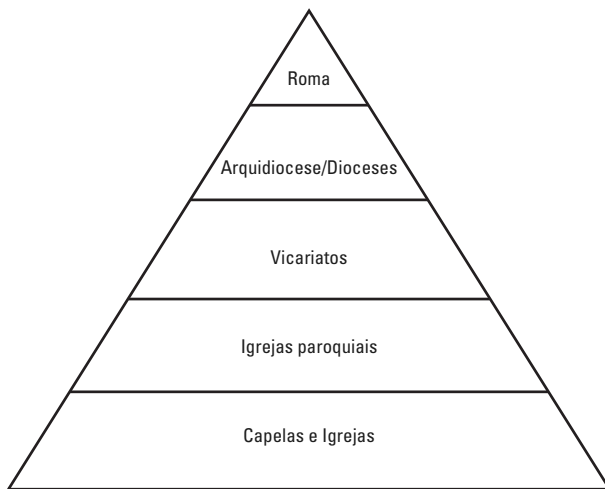 Roma
Arquidiocese/Dioceses
Vicariatos
Igrejas paroquiais
Capelas e Igrejas